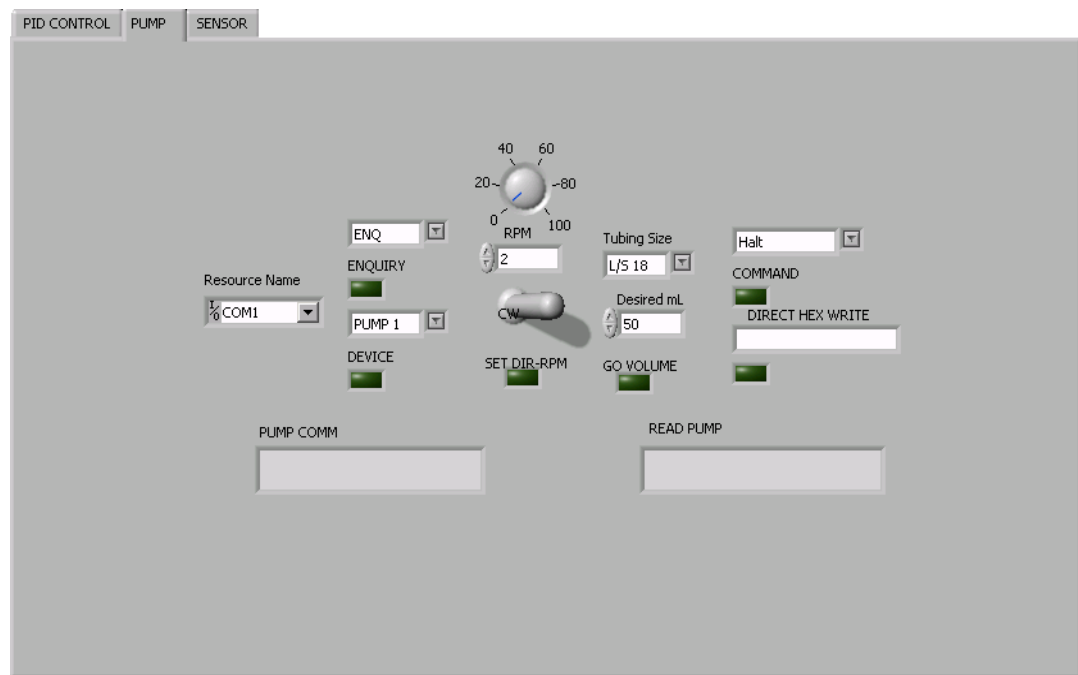 PID CONTROL PUMP SENSOR
40 60
20 80
0 100
RPM
2
ENQ
ENQUIRY
Resource Name
I/O COM1
PUMP 1
DEVICE
CW
SET DIR-RPM
Tubing Size
L/S 18
Desired mL
50
GO VOLUME
Halt
COMMAND
DIRECT HEX WRITE
PUMP COMM
READ PUMP